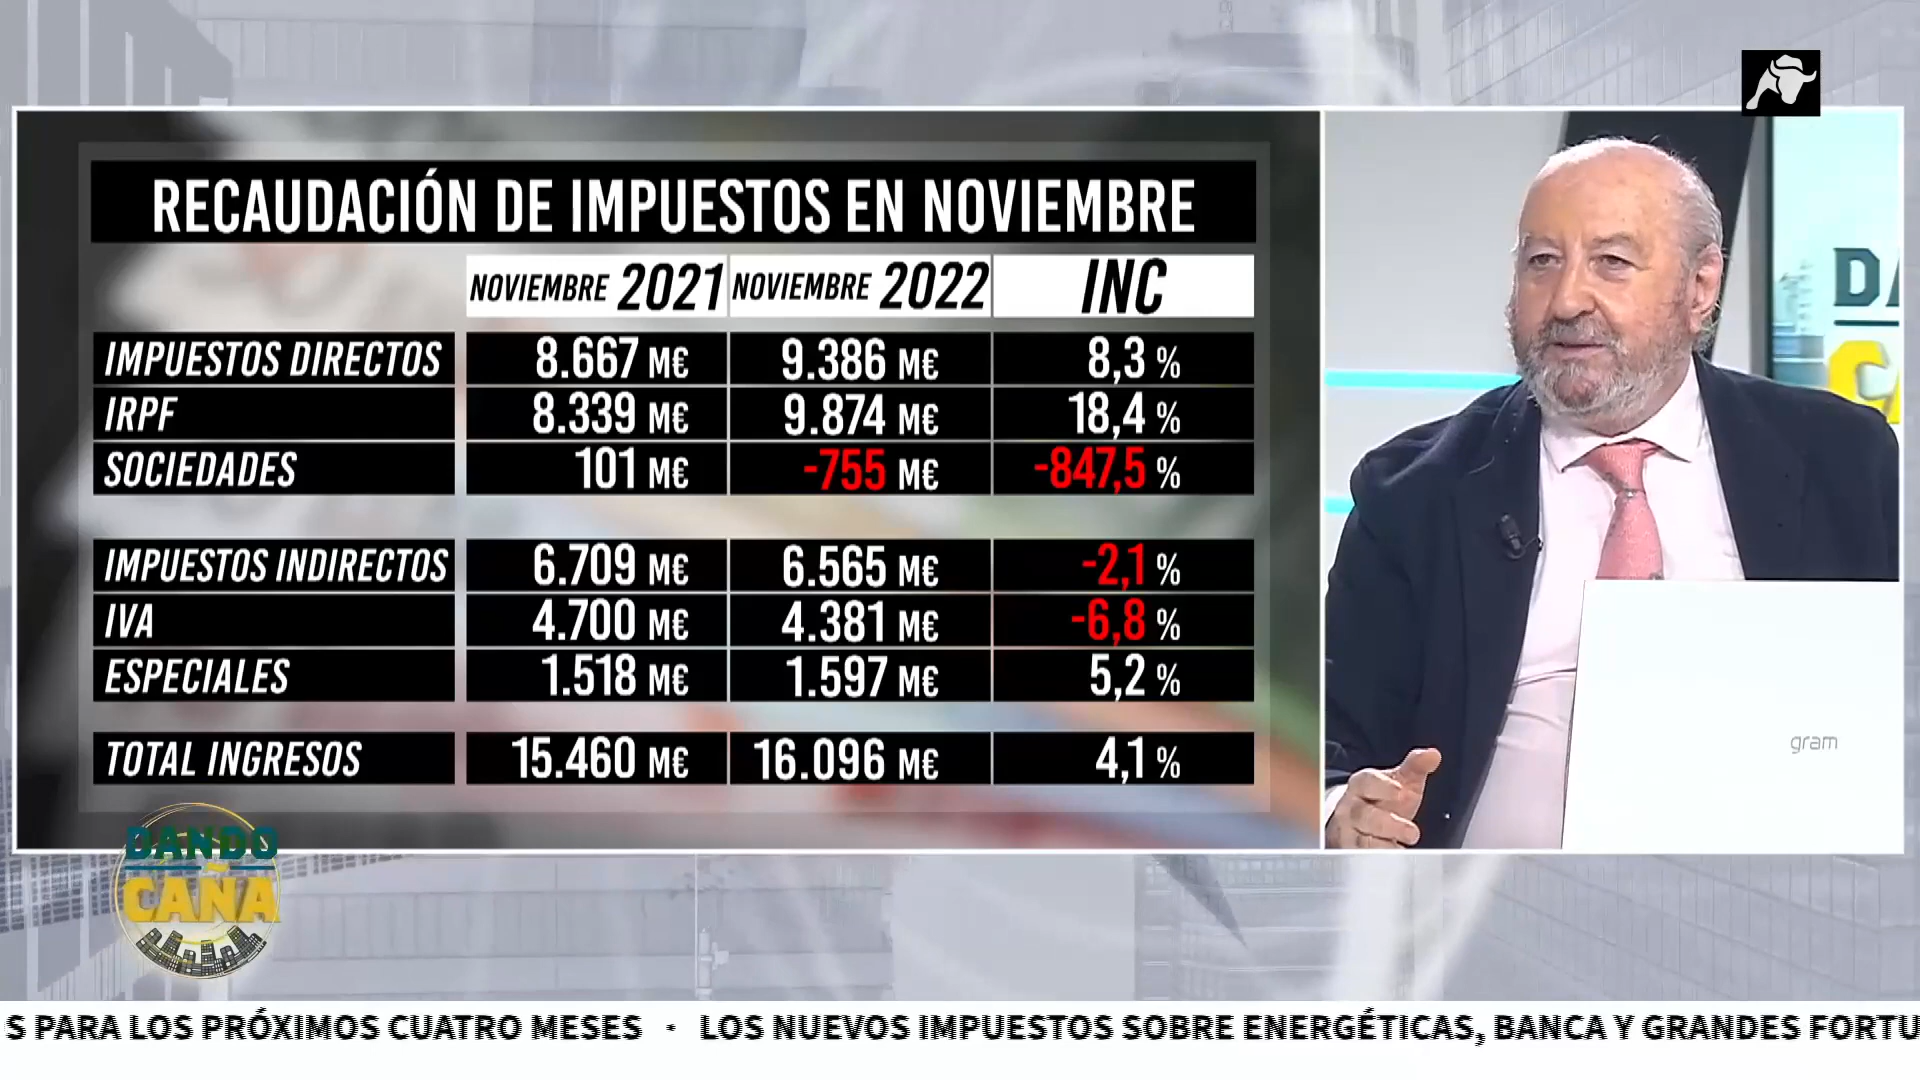 RECAUDACIÓN DE IMPUESTOS EN NOVIEMBRE
NOVIEMBRE 2021 NOVIEMBRE 2022 INC
IMPUESTOS DIRECTOS 8.667 M€ 9.386 M€ 8,3 %
IRPF 8.339 M€ 9.874 M€ 18,4 %
SOCIEDADES 101 M€ -755 M€ -847,5 %
IMPUESTOS INDIRECTOS 6.709 M€ 6.565 M€ -2,1 %
IVA 4.700 M€ 4.381 M€ -6,8 %
ESPECIALES 1.518 M€ 1.597 M€ 5,2 %
TOTAL INGRESOS 15.460 M€ 16.096 M€ 4,1 %
gram
DANDO
CAÑA
S PARA LOS PRÓXIMOS CUATRO MESES · LOS NUEVOS IMPUESTOS SOBRE ENERGÉTICAS, BANCA Y GRANDES FORTU